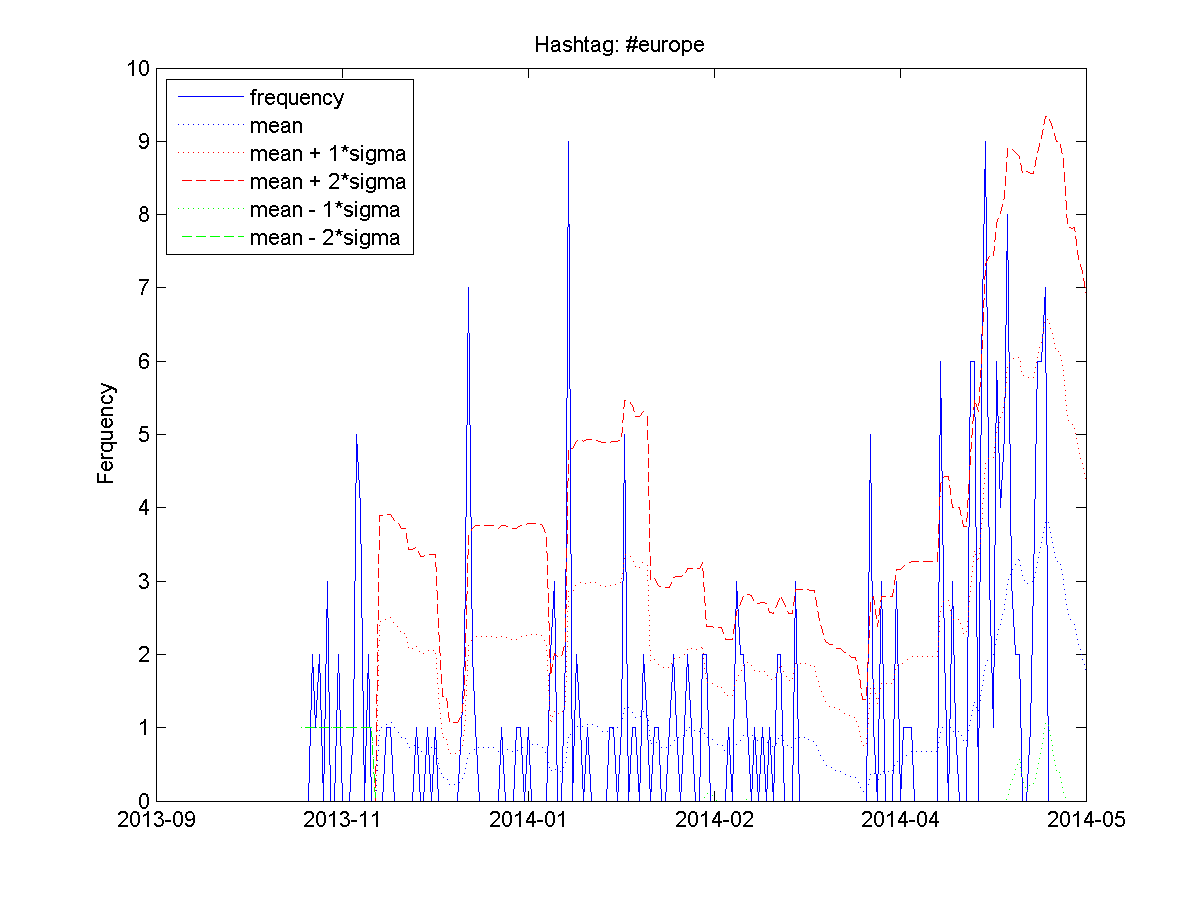 Hashtag: #europe
10
9
8
7
6
5
4
3
2
1
0
Ferquency
frequency
mean
mean + 1*sigma
mean + 2*sigma
mean - 1*sigma
mean - 2*sigma
2013-09 2013-11 2014-01 2014-02 2014-04 2014-05